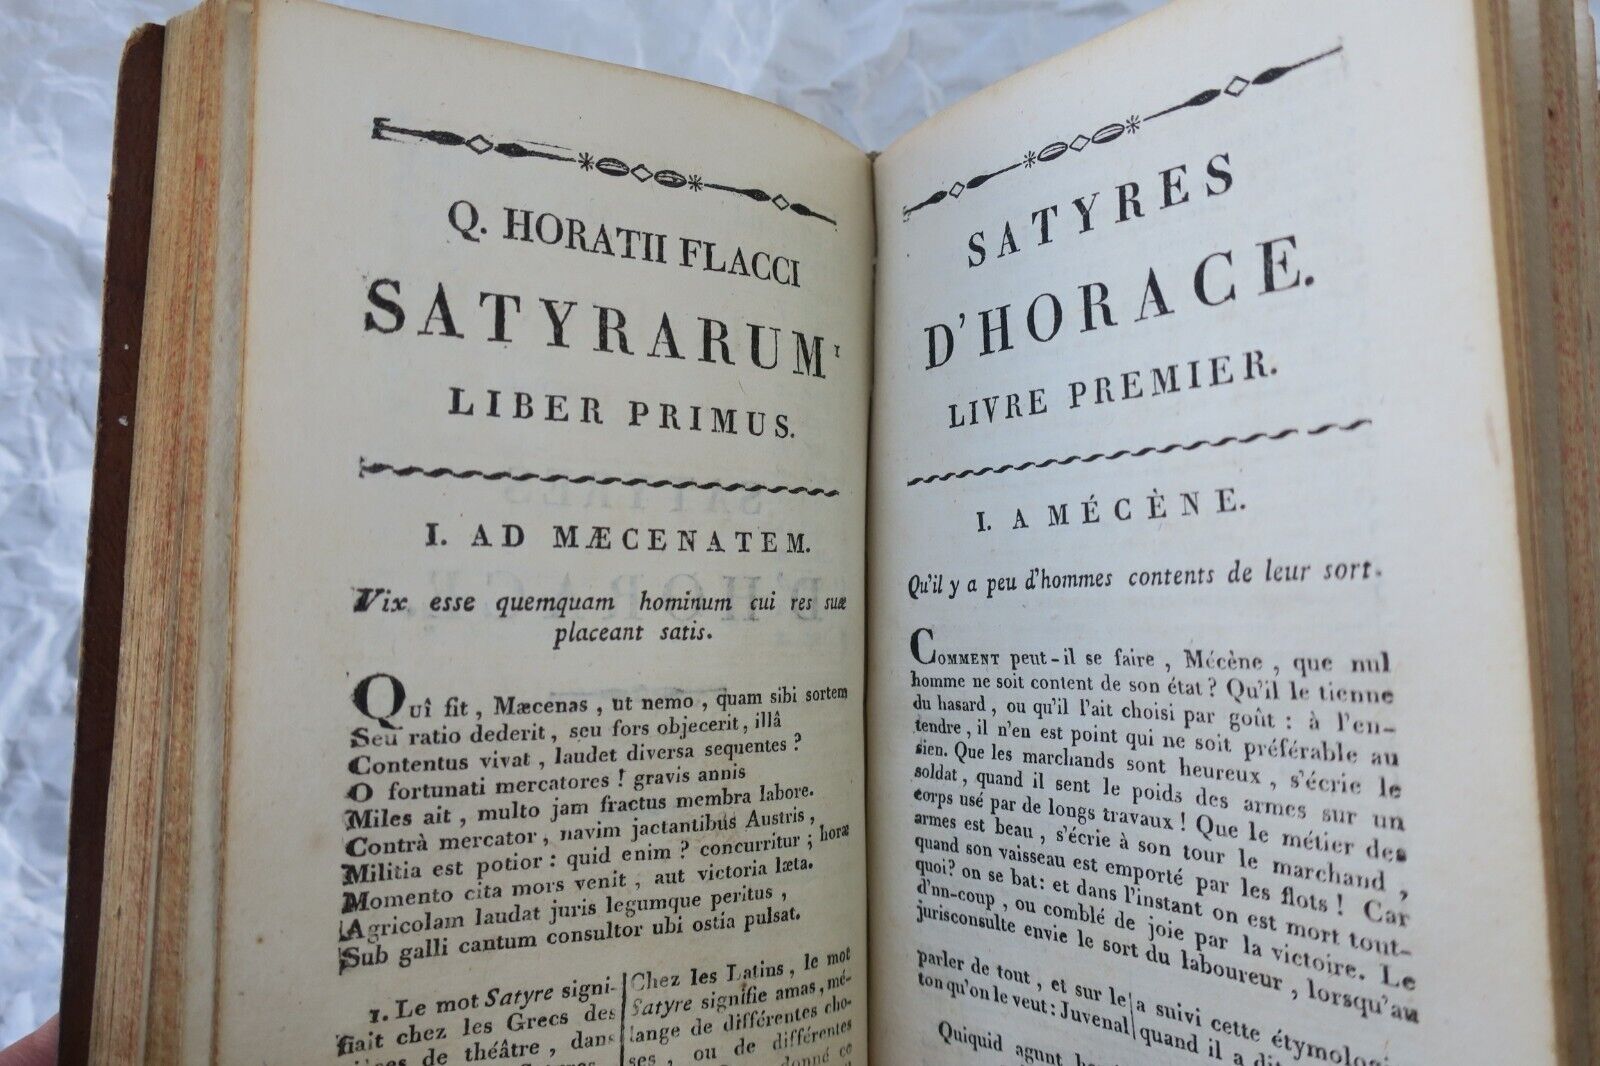 Q. HORATII FLACCI
SATYRARUM¹
LIBER PRIMUS.
I. AD MÆCENATEM.
Vix esse quemquam hominum cui res suæ
placeant satis.
Quî fit, Mæcenas, ut nemo, quam sibi sortem
Seu ratio dederit, seu fors objecerit, illâ
Contentus vivat, laudet diversa sequentes?
O fortunati mercatores! gravis annis
Miles ait, multo jam fractus membra labore.
Contrà mercator, navim jactantibus Austris,
Militia est potior: quid enim? concurritur; horæ
Momento cita mors venit, aut victoria læta.
Agricolam laudat juris legumque peritus,
Sub galli cantum consultor ubi ostia pulsat.
1. Le mot Satyre signi-
fiait chez les Grecs des
de théâtre, dans
Chez les Latins, le mot
Satyre signifie amas, mé-
lange de différentes cho-
ses, ou de différentes
donné ce
SATYRES
D'HORACE.
LIVRE PREMIER.
I. A MÉCÈNE.
Qu'il y a peu d'hommes contents de leur sort.
COMMENT peut-il se faire, Mécène, que nul
homme ne soit content de son état? Qu'il le tienne
du hasard, ou qu'il l'ait choisi par goût: à l'en-
tendre, il n'en est point qui ne soit préférable au
sien. Que les marchands sont heureux, s'écrie le
soldat, quand il sent le poids des armes sur un
corps usé par de longs travaux! Que le métier des
armes est beau, s'écrie à son tour le marchand,
quand son vaisseau est emporté par les flots! Car
quoi? on se bat: et dans l'instant on est mort tout-
d'nn-coup, ou comblé de joie par la victoire. Le
jurisconsulte envie le sort du laboureur, lorsqu'au
parler de tout, et sur le
ton qu'on le veut: Juvenal
a suivi cette étymologi
quand il a dit
Quiquid agunt